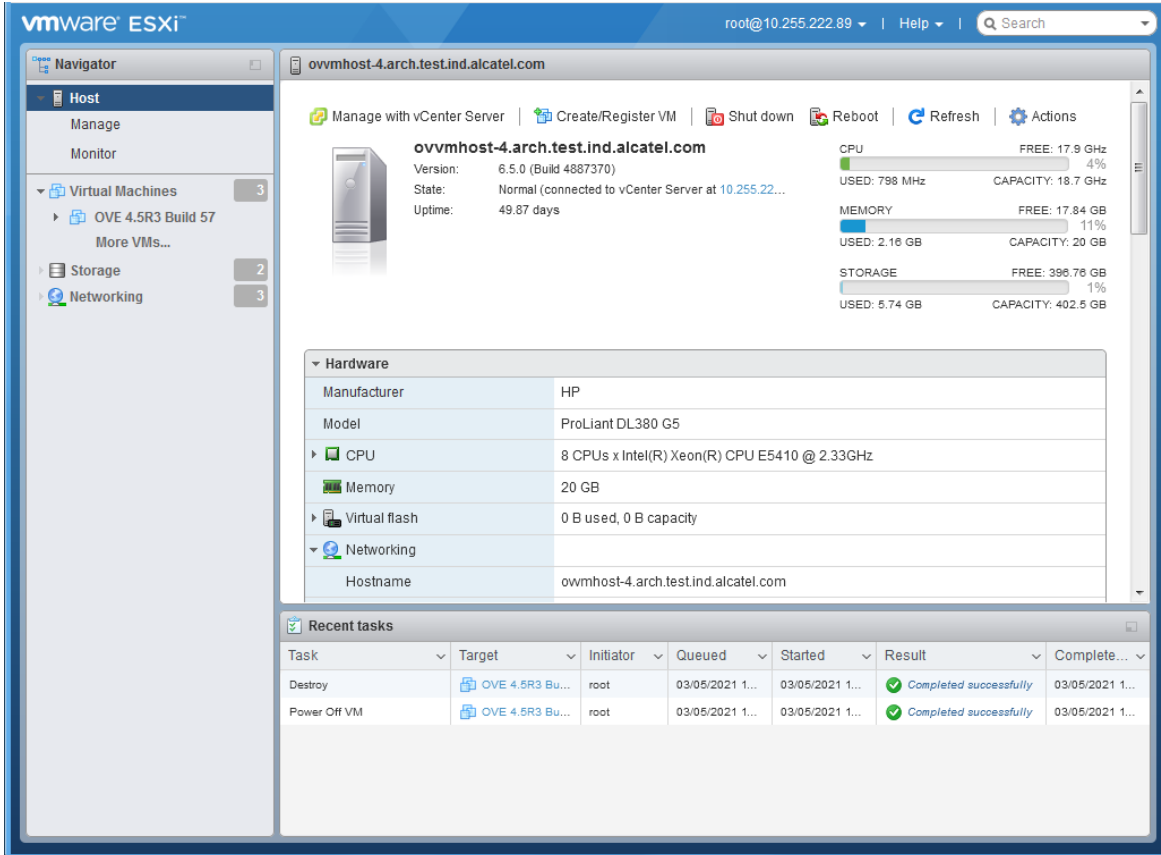 vmware ESXi™
root@10.255.222.89 | Help | Search
Navigator
Host
Manage
Monitor
Virtual Machines 3
OVE 4.5R3 Build 57
More VMs...
Storage 2
Networking 3
ovvmhost-4.arch.test.ind.alcatel.com
Manage with vCenter Server | Create/Register VM | Shut down Reboot | Refresh | Actions
ovvmhost-4.arch.test.ind.alcatel.com
Version: 6.5.0 (Build 4887370)
State: Normal (connected to vCenter Server at 10.255.22...
Uptime: 49.87 days
CPU FREE: 17.9 GHz
4%
USED: 798 MHz CAPACITY: 18.7 GHz
MEMORY FREE: 17.84 GB
11%
USED: 2.16 GB CAPACITY: 20 GB
STORAGE FREE: 396.76 GB
1%
USED: 5.74 GB CAPACITY: 402.5 GB
Hardware
Manufacturer HP
Model ProLiant DL380 G5
CPU 8 CPUs x Intel(R) Xeon(R) CPU E5410 @ 2.33GHz
Memory 20 GB
Virtual flash 0 B used, 0 B capacity
Networking
Hostname ovvmhost-4.arch.test.ind.alcatel.com
Recent tasks
Task Target Initiator Queued Started Result Complete...
Destroy OVE 4.5R3 Bu... root 03/05/2021 1... 03/05/2021 1... Completed successfully 03/05/2021 1...
Power Off VM OVE 4.5R3 Bu... root 03/05/2021 1... 03/05/2021 1... Completed successfully 03/05/2021 1...